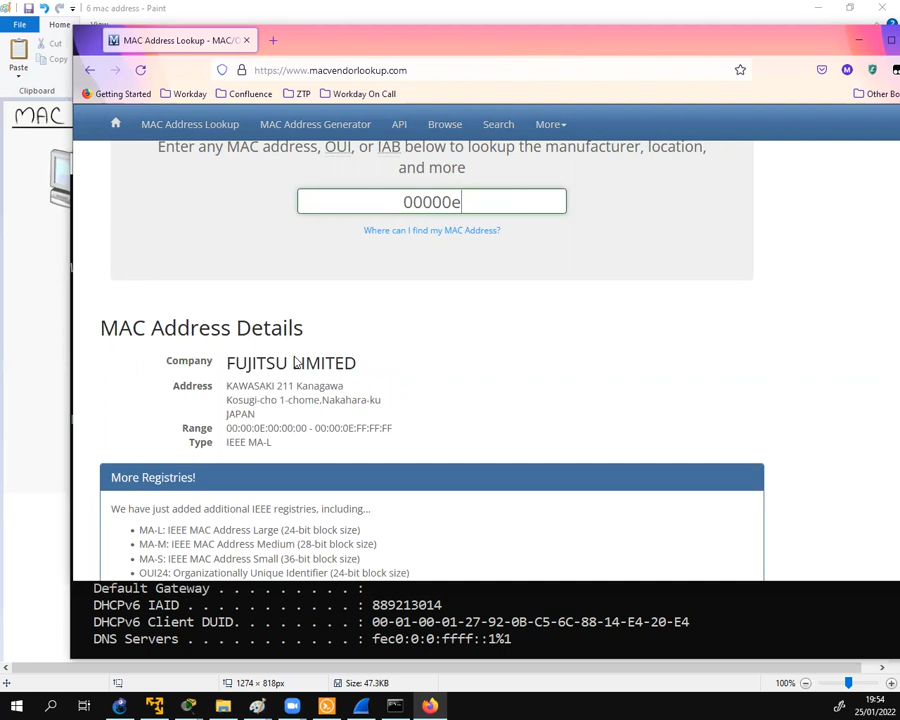 6 mac address - Paint
File
Home
View
Paste
Cut
Copy
Clipboard
MAC
MAC Address Lookup - MAC/O
https://www.macvendorlookup.com
Getting Started
Workday
Confluence
ZTP
Workday On Call
Other Bo
MAC Address Lookup
MAC Address Generator
API
Browse
Search
More
Enter any MAC address, OUI, or IAB below to lookup the manufacturer, location,
and more
00000e
Where can I find my MAC Address?
MAC Address Details
Company
FUJITSU LIMITED
Address
KAWASAKI 211 Kanagawa
Kosugi-cho 1-chome,Nakahara-ku
JAPAN
Range
00:00:0E:00:00:00 - 00:00:0E:FF:FF:FF
Type
IEEE MA-L
More Registries!
We have just added additional IEEE registries, including...
MA-L: IEEE MAC Address Large (24-bit block size)
MA-M: IEEE MAC Address Medium (28-bit block size)
MA-S: IEEE MAC Address Small (36-bit block size)
OUI24: Organizationally Unique Identifier (24-bit block size)
Default Gateway . . . . . . . . . :
DHCPv6 IAID . . . . . . . . . . . : 889213014
DHCPv6 Client DUID. . . . . . . . : 00-01-00-01-27-92-0B-C5-6C-88-14-E4-20-E4
DNS Servers . . . . . . . . . . . : fec0:0:0:ffff::1%1
1274 × 818px
Size: 47.3KB
100%
19:54
25/01/2022